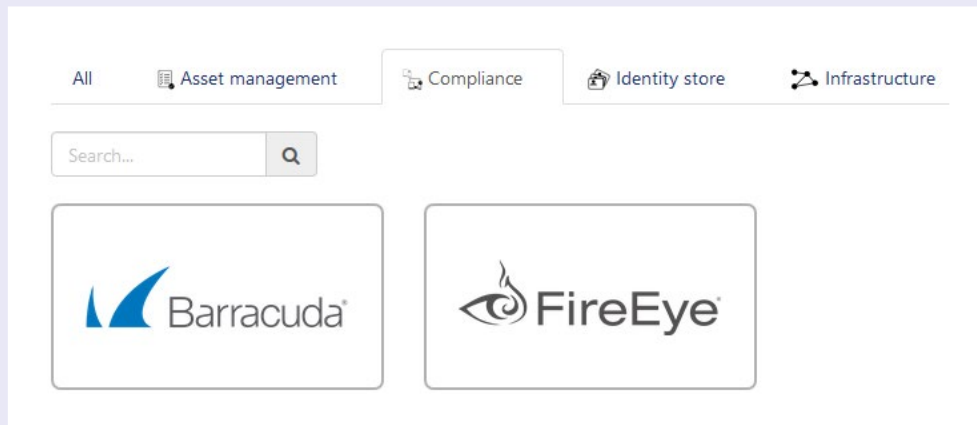 All Asset management Compliance Identity store Infrastructure
Search...
Barracuda® FireEye®